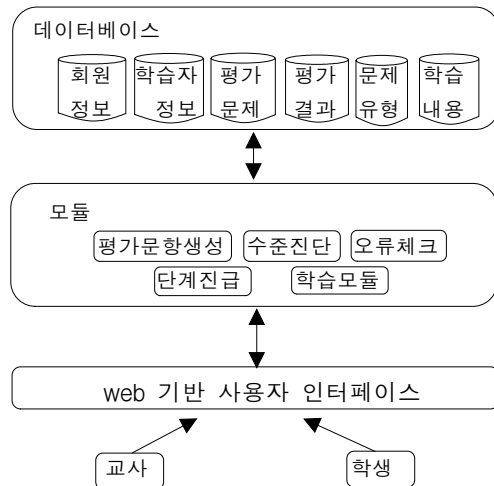 데이터베이스
회원 학습자 평가 평가 문제 학습
정보 정보 문제 결과 유형 내용
모듈
평가문항생성 수준진단 오류체크
단계진급 학습모듈
web 기반 사용자 인터페이스
교사 학생